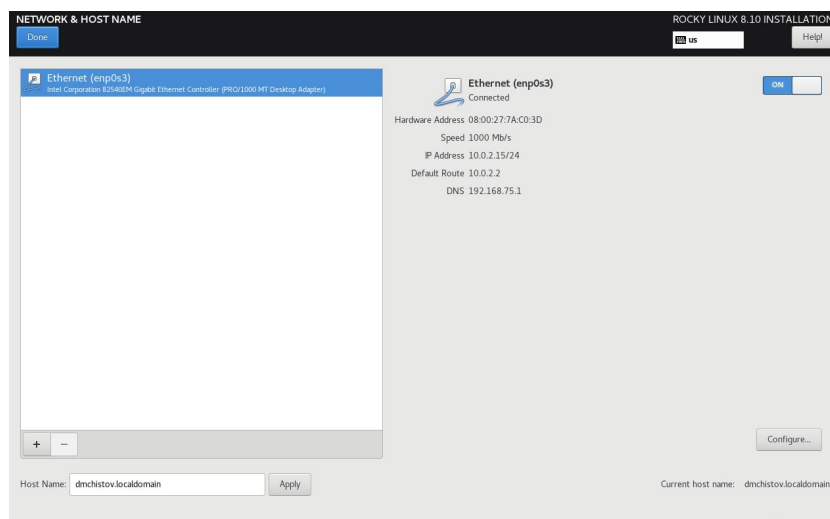 NETWORK & HOST NAME
Done
ROCKY LINUX 8.10 INSTALLATION
us
Help!
Ethernet (enp0s3)
Intel Corporation 82540EM Gigabit Ethernet Controller (PRO/1000 MT Desktop Adapter)
Ethernet (enp0s3)
Connected
ON
Hardware Address 08:00:27:7A:C0:3D
Speed 1000 Mb/s
IP Address 10.0.2.15/24
Default Route 10.0.2.2
DNS 192.168.75.1
+ −
Configure...
Host Name: dmchistov.localdomain Apply
Current host name: dmchistov.localdomain